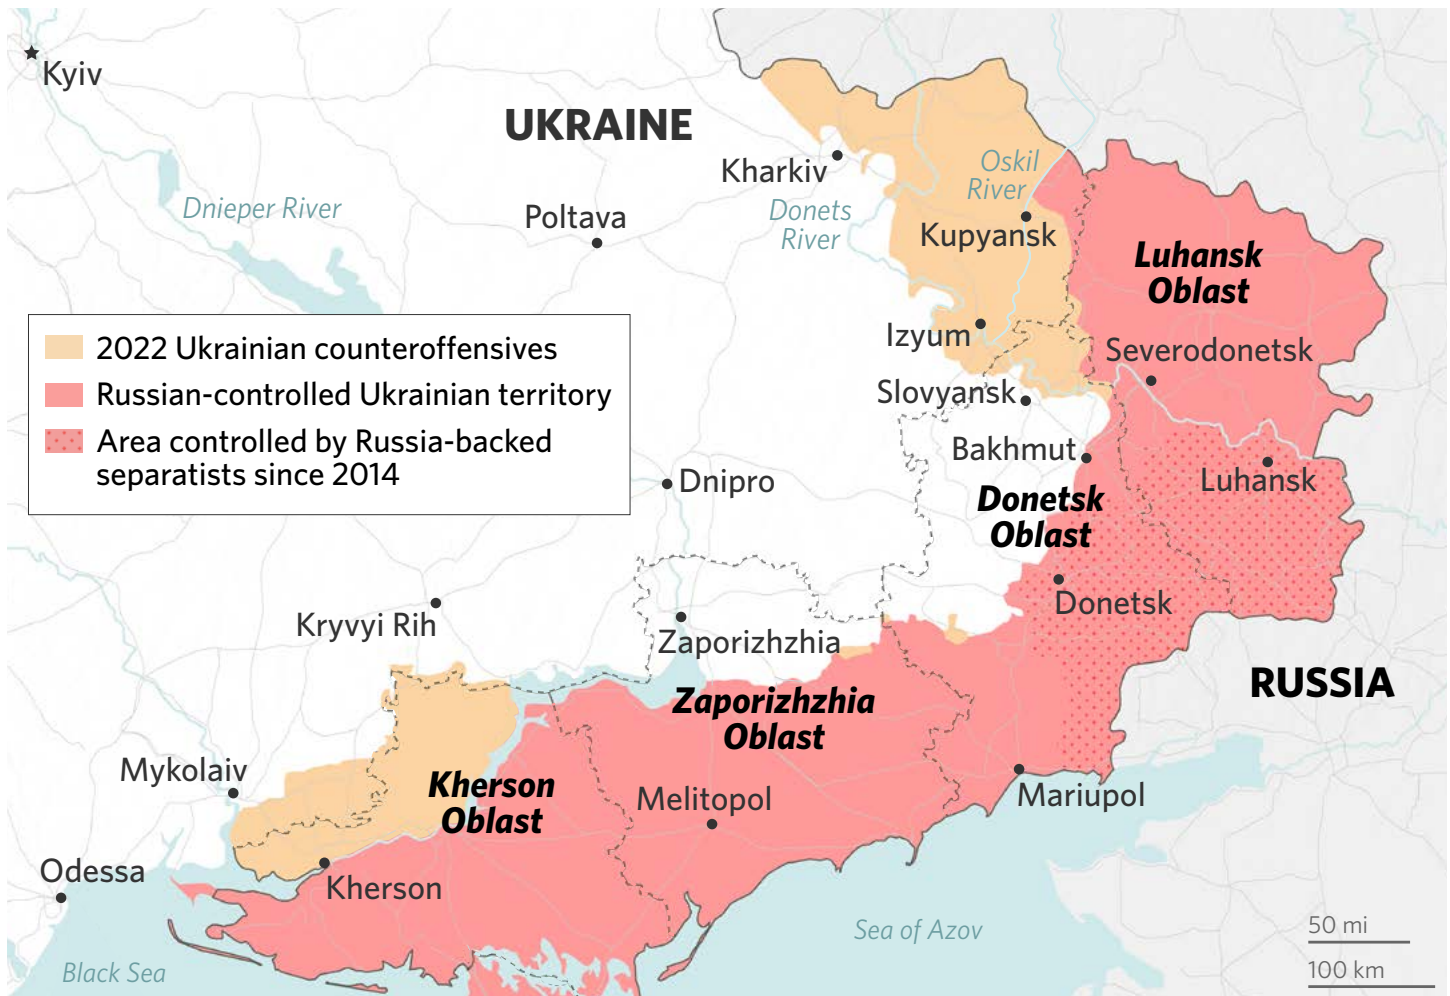 Kyiv
UKRAINE
Kharkiv
Oskil
River
Dnieper River
Poltava
Donets
River
Kupyansk
Luhansk
Oblast
2022 Ukrainian counteroffensives
Russian-controlled Ukrainian territory
Area controlled by Russia-backed
separatists since 2014
Izyum
Severodonetsk
Slovyansk
Bakhmut
Luhansk
Dnipro
Donetsk
Oblast
Donetsk
Kryvyi Rih
Zaporizhzhia
RUSSIA
Zaporizhzhia
Oblast
Mykolaiv
Kherson
Oblast
Melitopol
Mariupol
Odessa
Kherson
Sea of Azov
Black Sea
50 mi
100 km